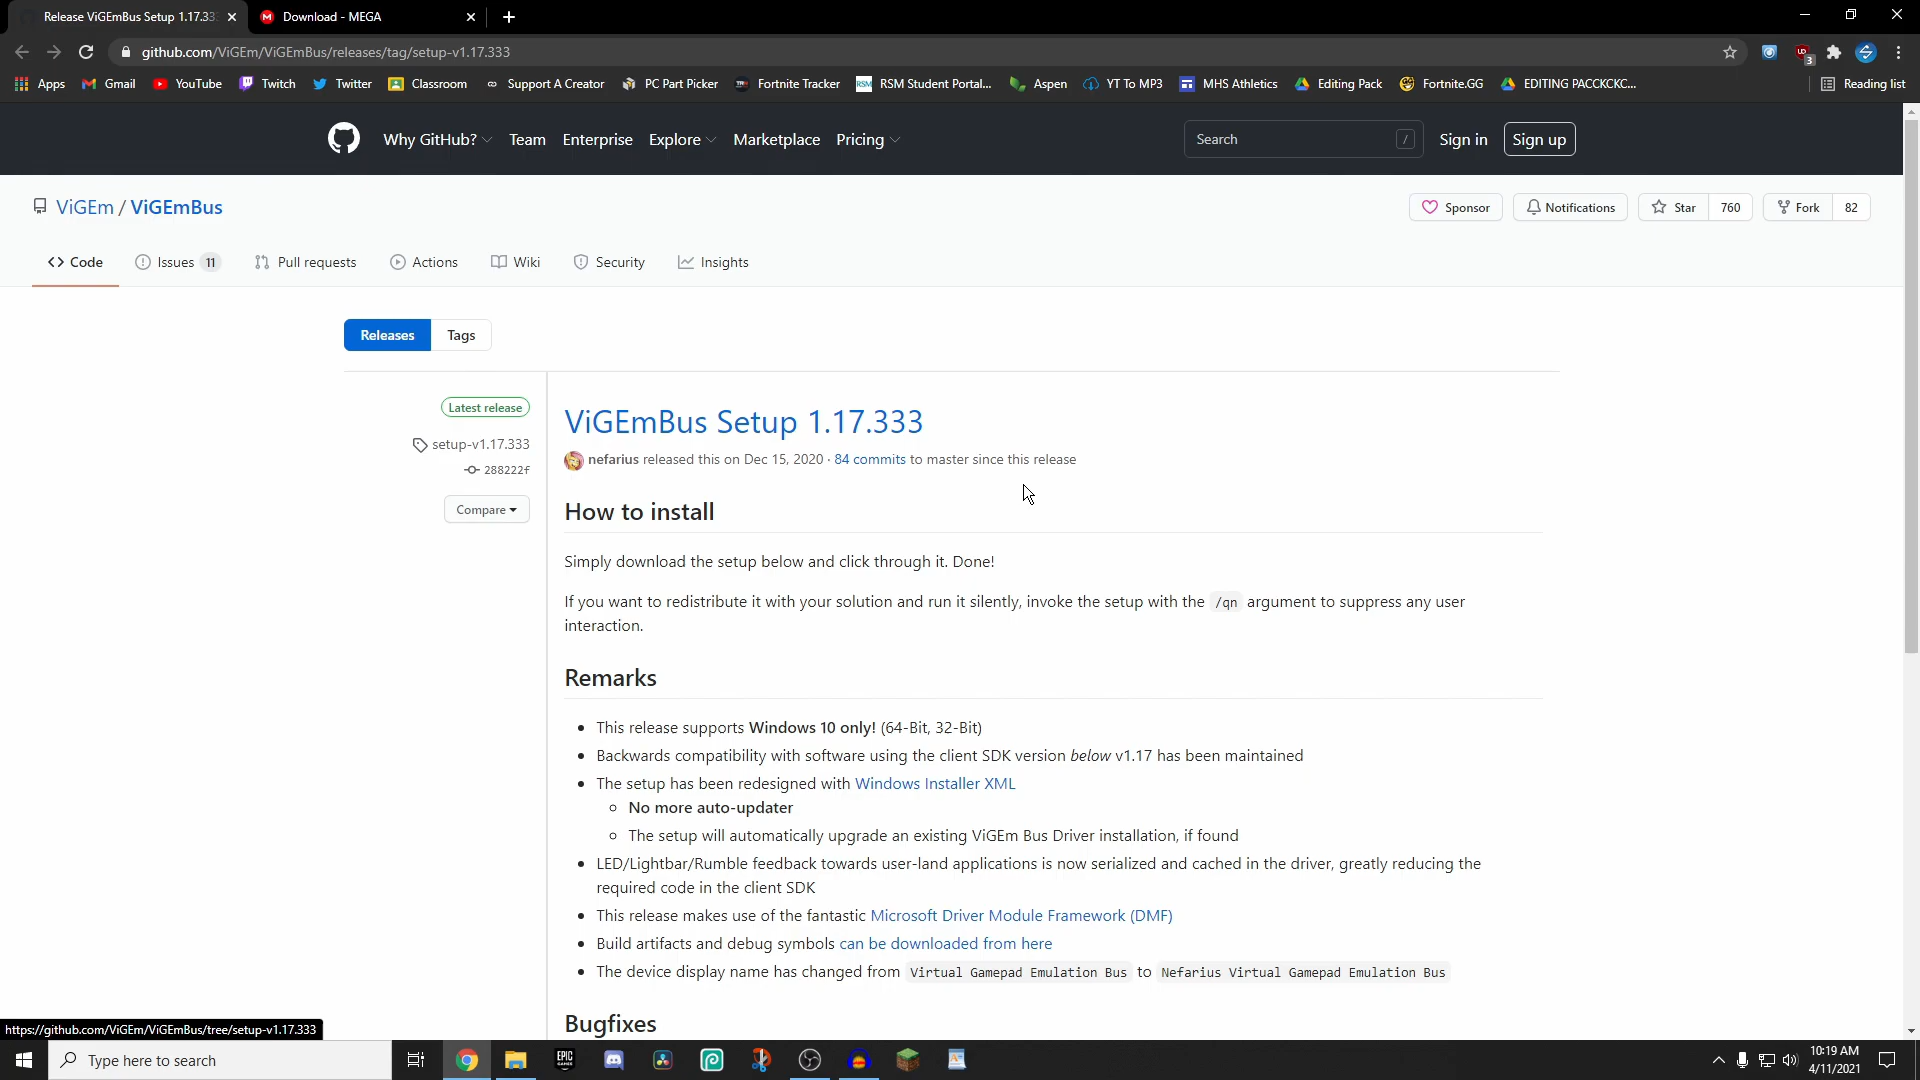 Release ViGEmBus Setup 1.17.33
Download - MEGA
github.com/ViGEm/ViGEmBus/releases/tag/setup-v1.17.333
3
Apps
Gmail
YouTube
Twitch
Twitter
Classroom
Support A Creator
PC Part Picker
Fortnite Tracker
RSM Student Portal...
Aspen
YT To MP3
MHS Athletics
Editing Pack
Fortnite.GG
EDITING PACCKCKC...
Reading list
Why GitHub?
Team
Enterprise
Explore
Marketplace
Pricing
Search
/
Sign in
Sign up
ViGEm / ViGEmBus
Sponsor
Notifications
Star
760
Fork
82
Code
Issues 11
Pull requests
Actions
Wiki
Security
Insights
Releases
Tags
Latest release
setup-v1.17.333
288222f
Compare
ViGEmBus Setup 1.17.333
nefarius released this on Dec 15, 2020 · 84 commits to master since this release
How to install
Simply download the setup below and click through it. Done!
If you want to redistribute it with your solution and run it silently, invoke the setup with the /qn argument to suppress any user
interaction.
Remarks
This release supports Windows 10 only! (64-Bit, 32-Bit)
Backwards compatibility with software using the client SDK version below v1.17 has been maintained
The setup has been redesigned with Windows Installer XML
No more auto-updater
The setup will automatically upgrade an existing ViGEm Bus Driver installation, if found
LED/Lightbar/Rumble feedback towards user-land applications is now serialized and cached in the driver, greatly reducing the
required code in the client SDK
This release makes use of the fantastic Microsoft Driver Module Framework (DMF)
Build artifacts and debug symbols can be downloaded from here
The device display name has changed from Virtual Gamepad Emulation Bus to Nefarius Virtual Gamepad Emulation Bus
Bugfixes
https://github.com/ViGEm/ViGEmBus/tree/setup-v1.17.333
Type here to search
EPIC
GAMES
10:19 AM
4/11/2021